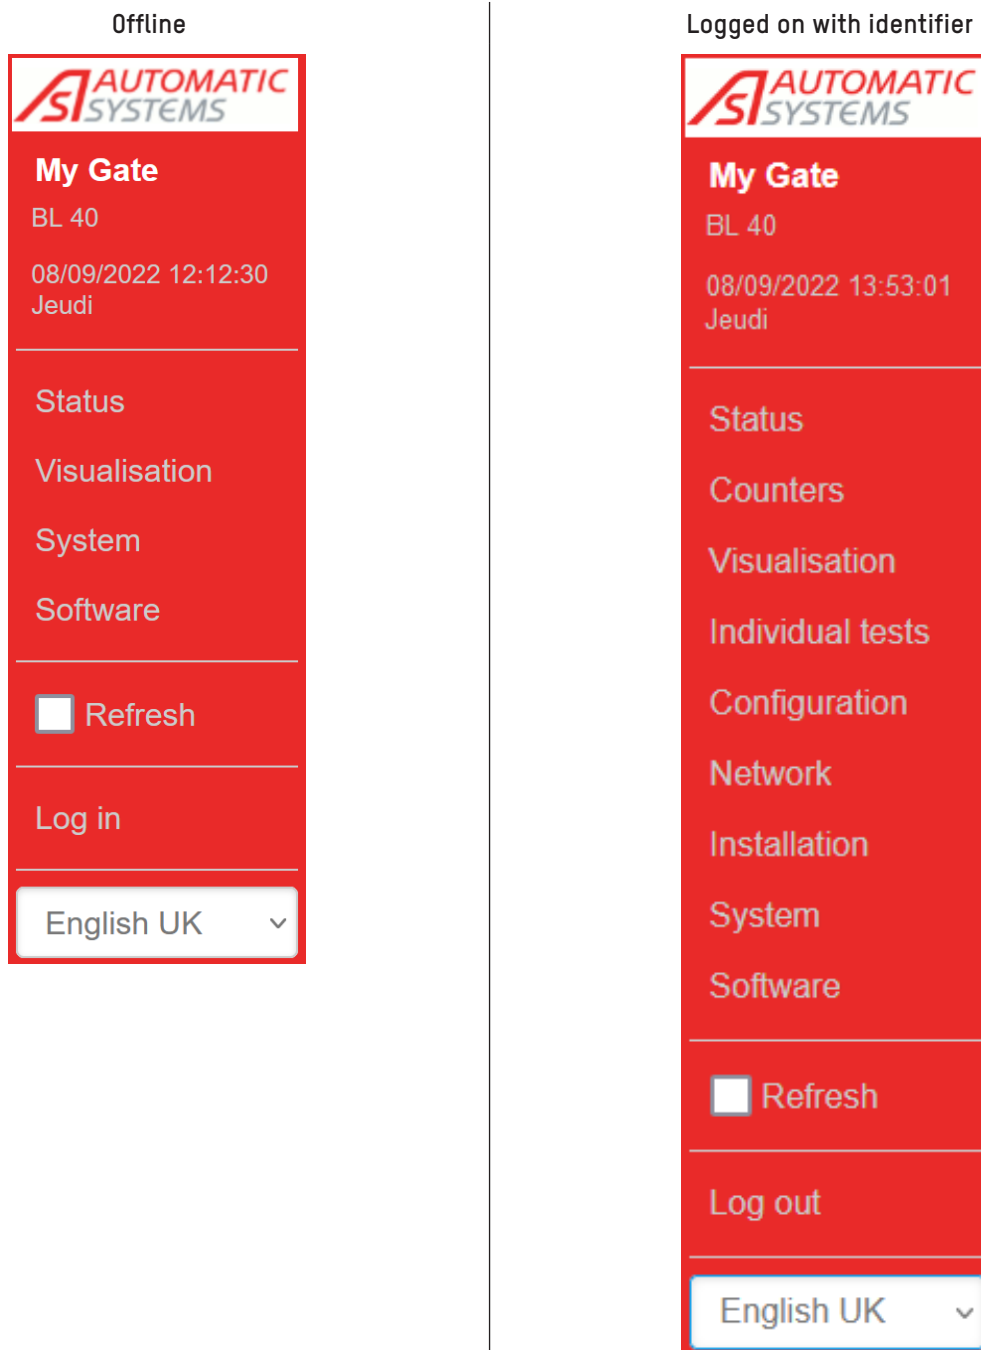 Offline
AUTOMATIC
SYSTEMS
My Gate
BL 40
08/09/2022 12:12:30
Jeudi
Status
Visualisation
System
Software
Refresh
Log in
English UK
Logged on with identifier
AUTOMATIC
SYSTEMS
My Gate
BL 40
08/09/2022 13:53:01
Jeudi
Status
Counters
Visualisation
Individual tests
Configuration
Network
Installation
System
Software
Refresh
Log out
English UK